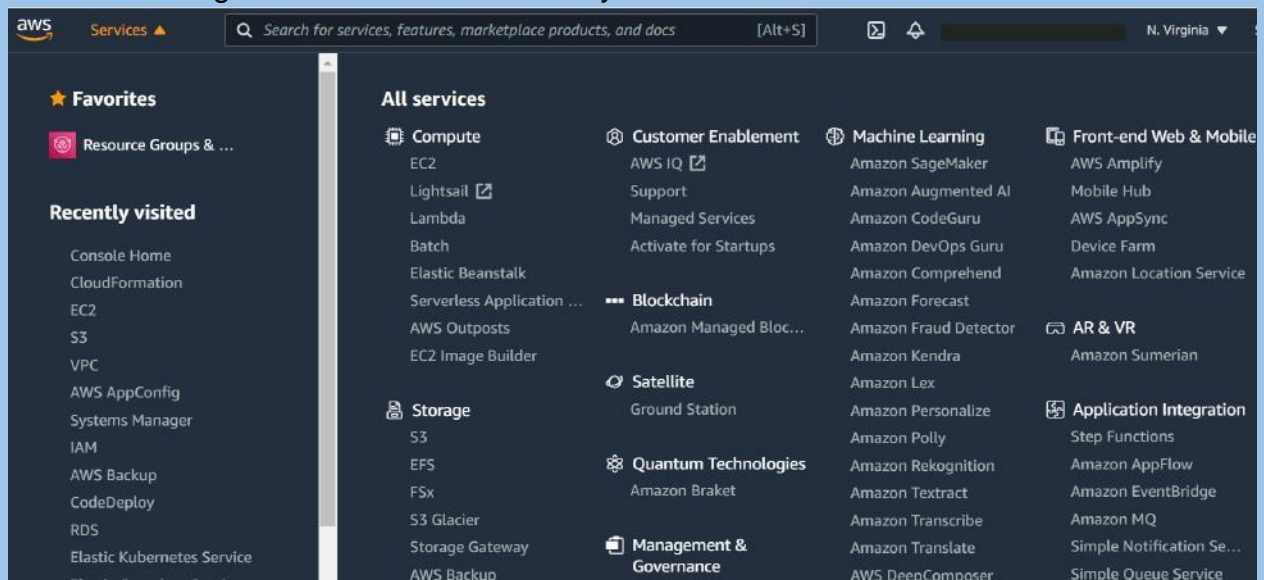 aws
Services ▲
Search for services, features, marketplace products, and docs
[Alt+S]
N. Virginia ▼
Favorites
Resource Groups & ...
Recently visited
Console Home
CloudFormation
EC2
S3
VPC
AWS AppConfig
Systems Manager
IAM
AWS Backup
CodeDeploy
RDS
Elastic Kubernetes Service
All services
Compute
EC2
Lightsail
Lambda
Batch
Elastic Beanstalk
Serverless Application ...
AWS Outposts
EC2 Image Builder
Storage
S3
EFS
FSx
S3 Glacier
Storage Gateway
AWS Backup
Customer Enablement
AWS IQ
Support
Managed Services
Activate for Startups
Blockchain
Amazon Managed Bloc...
Satellite
Ground Station
Quantum Technologies
Amazon Braket
Management &
Governance
Machine Learning
Amazon SageMaker
Amazon Augmented AI
Amazon CodeGuru
Amazon DevOps Guru
Amazon Comprehend
Amazon Forecast
Amazon Fraud Detector
Amazon Kendra
Amazon Lex
Amazon Personalize
Amazon Polly
Amazon Rekognition
Amazon Textract
Amazon Transcribe
Amazon Translate
AWS DeepComposer
Front-end Web & Mobile
AWS Amplify
Mobile Hub
AWS AppSync
Device Farm
Amazon Location Service
AR & VR
Amazon Sumerian
Application Integration
Step Functions
Amazon AppFlow
Amazon EventBridge
Amazon MQ
Simple Notification Se...
Simple Queue Service